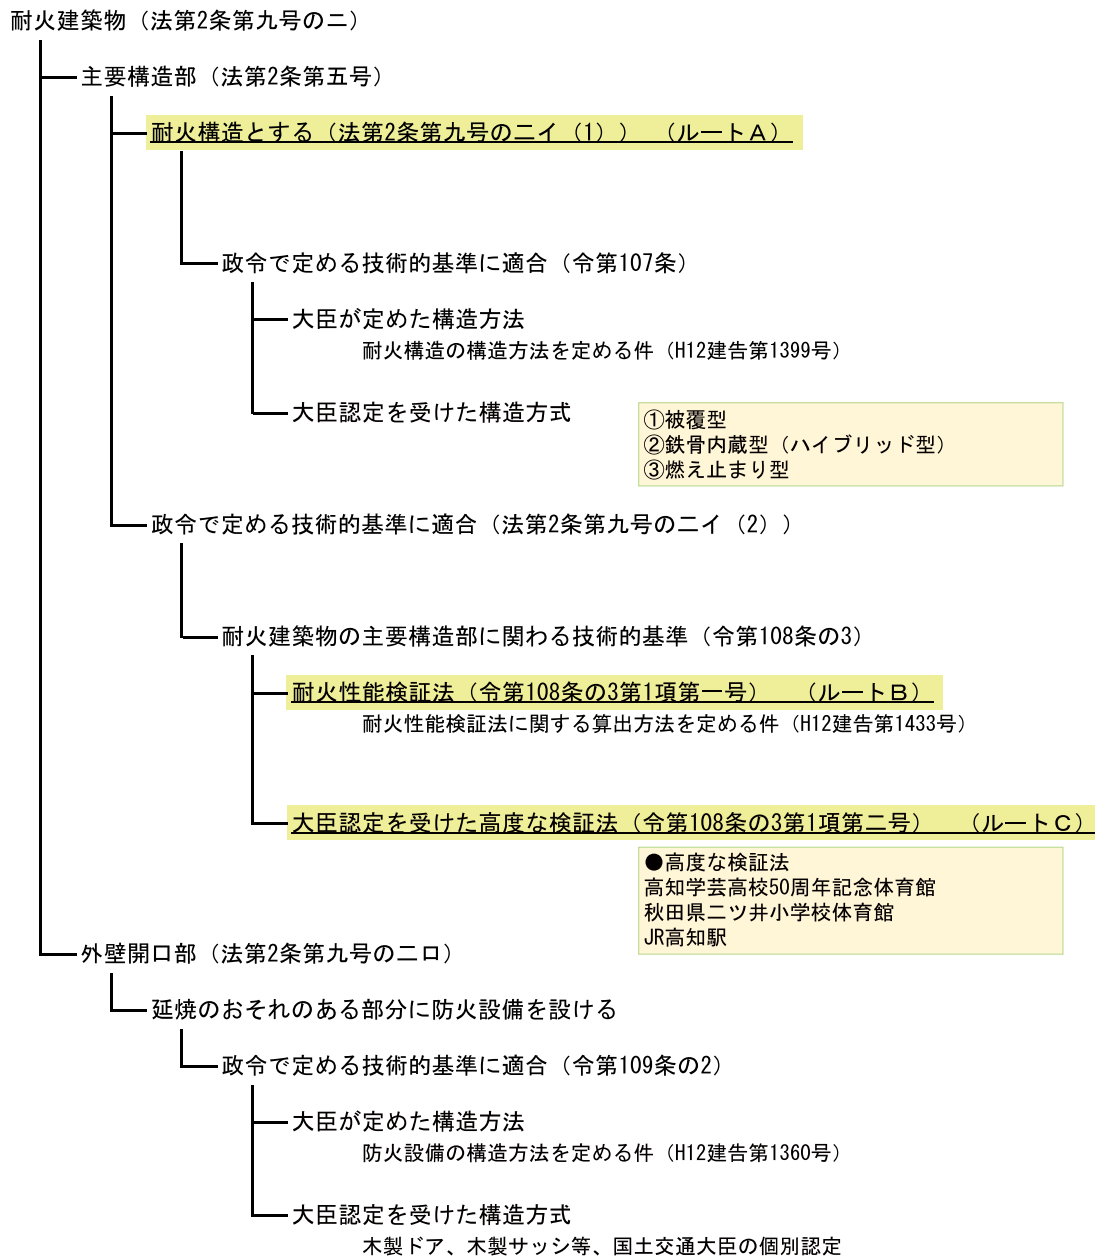 耐火建築物（法第2条第九号のニ）
主要構造部（法第2条第五号）
耐火構造とする（法第2条第九号のニイ（1））　（ルートＡ）
政令で定める技術的基準に適合（令第107条）
大臣が定めた構造方法
耐火構造の構造方法を定める件（H12建告第1399号）
大臣認定を受けた構造方式
①被覆型
②鉄骨内蔵型（ハイブリッド型）
③燃え止まり型
政令で定める技術的基準に適合（法第2条第九号のニイ（2））
耐火建築物の主要構造部に関わる技術的基準（令第108条の3）
耐火性能検証法（令第108条の3第1項第一号）　（ルートＢ）
耐火性能検証法に関する算出方法を定める件（H12建告第1433号）
大臣認定を受けた高度な検証法（令第108条の3第1項第二号）　（ルートＣ）
●高度な検証法
高知学芸高校50周年記念体育館
秋田県二ツ井小学校体育館
JR高知駅
外壁開口部（法第2条第九号のニロ）
延焼のおそれのある部分に防火設備を設ける
政令で定める技術的基準に適合（令第109条の2）
大臣が定めた構造方法
防火設備の構造方法を定める件（H12建告第1360号）
大臣認定を受けた構造方式
木製ドア、木製サッシ等、国土交通大臣の個別認定